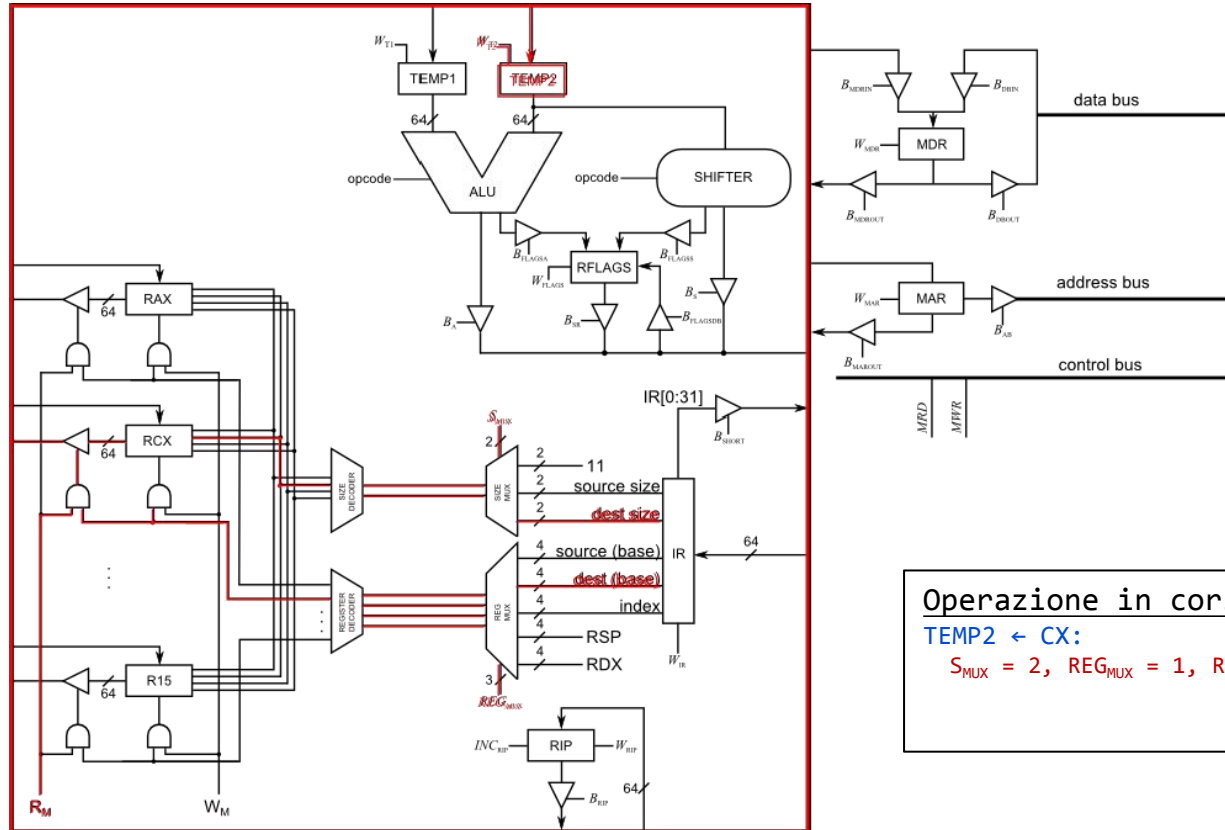 W_T1
W_T2
TEMP1
TEMP2
64
64
opcode
ALU
opcode
SHIFTER
B_FLAGSA
B_FLAGSS
W_FLAGS
RFLAGS
B_A
B_SR
B_FLAGSDB
B_S
B_MDRIN
B_DBIN
data bus
W_MDR
MDR
B_MDROUT
B_DBOUT
W_MAR
MAR
address bus
B_AB
B_MAROUT
control bus
MRD
MWR
RAX
64
RCX
64
R15
64
R_M
W_M
SIZE DECODER
REGISTER DECODER
S_MUX
2
SIZE MUX
2
11
2
source size
2
dest size
REG MUX
4
source (base)
4
dest (base)
4
index
4
RSP
4
RDX
3
REG_MUX
IR[0:31]
B_SHORT
IR
64
W_IR
INC_RIP
RIP
W_RIP
B_RIP
64
Operazione in cor
TEMP2 ← CX:
S_MUX = 2, REG_MUX = 1, R